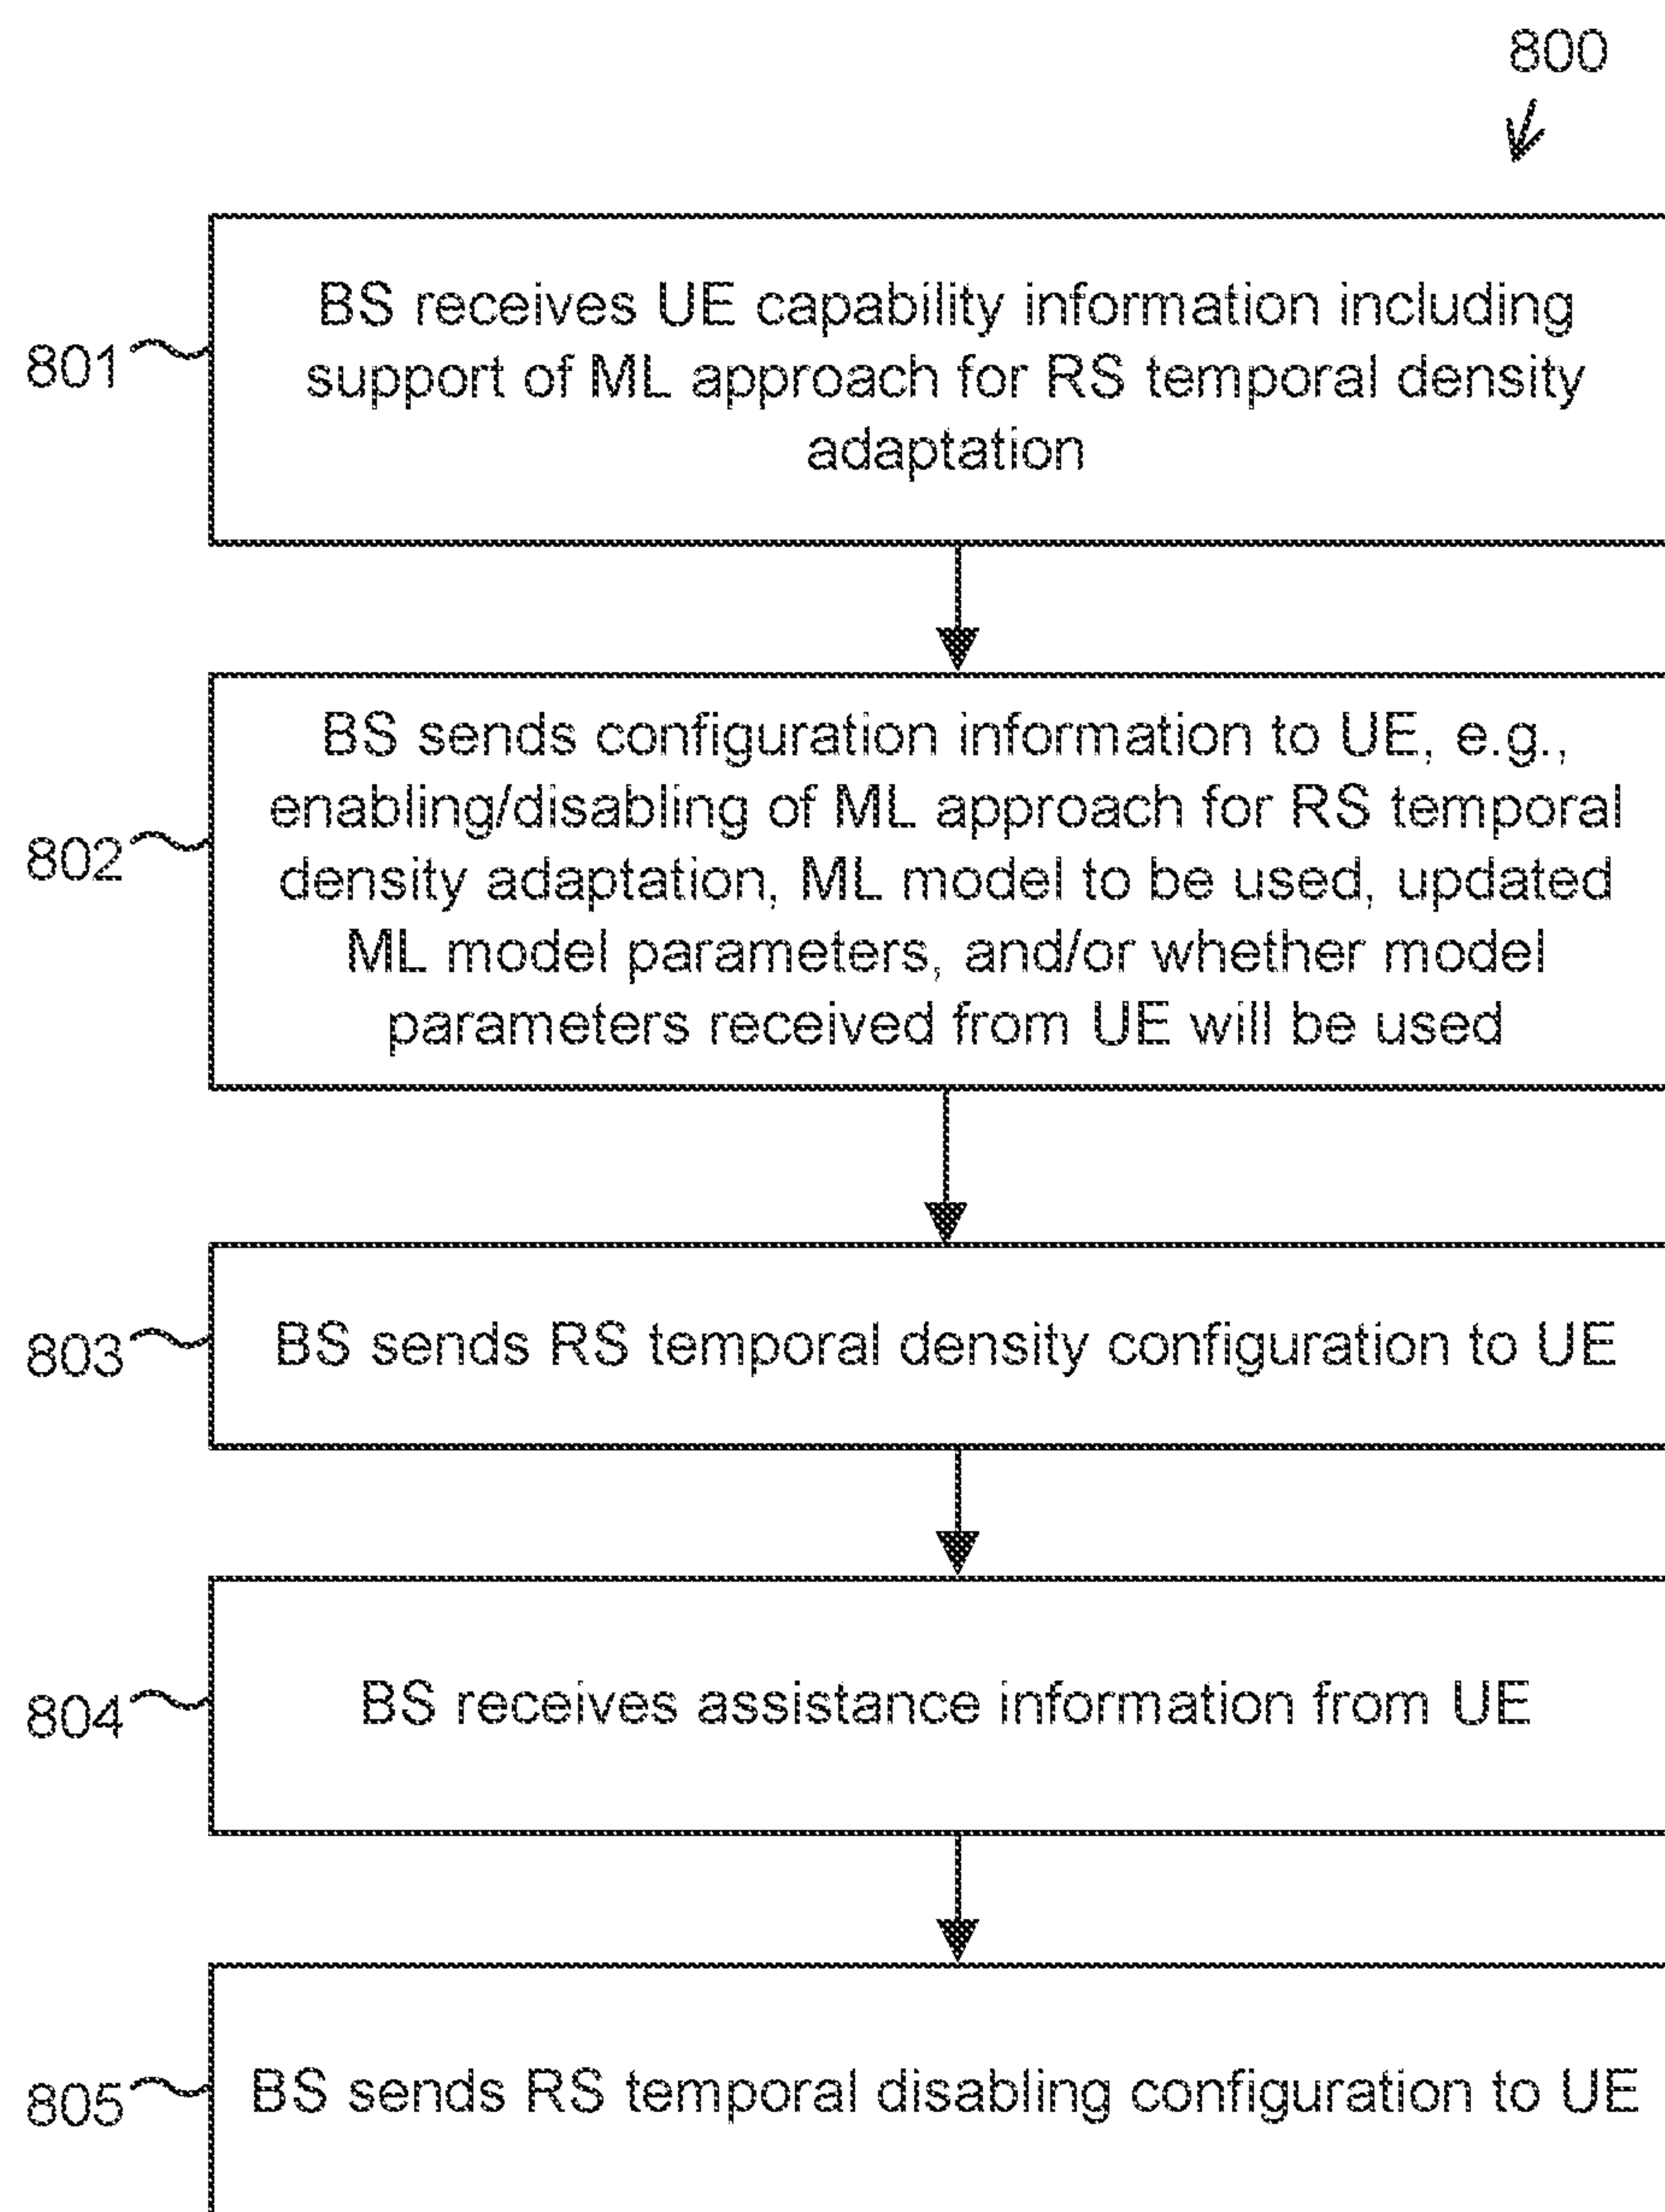 800
801
BS receives UE capability information including
support of ML approach for RS temporal density
adaptation
802
BS sends configuration information to UE, e.g.,
enabling/disabling of ML approach for RS temporal
density adaptation, ML model to be used, updated
ML model parameters, and/or whether model
parameters received from UE will be used
803
BS sends RS temporal density configuration to UE
804
BS receives assistance information from UE
805
BS sends RS temporal disabling configuration to UE